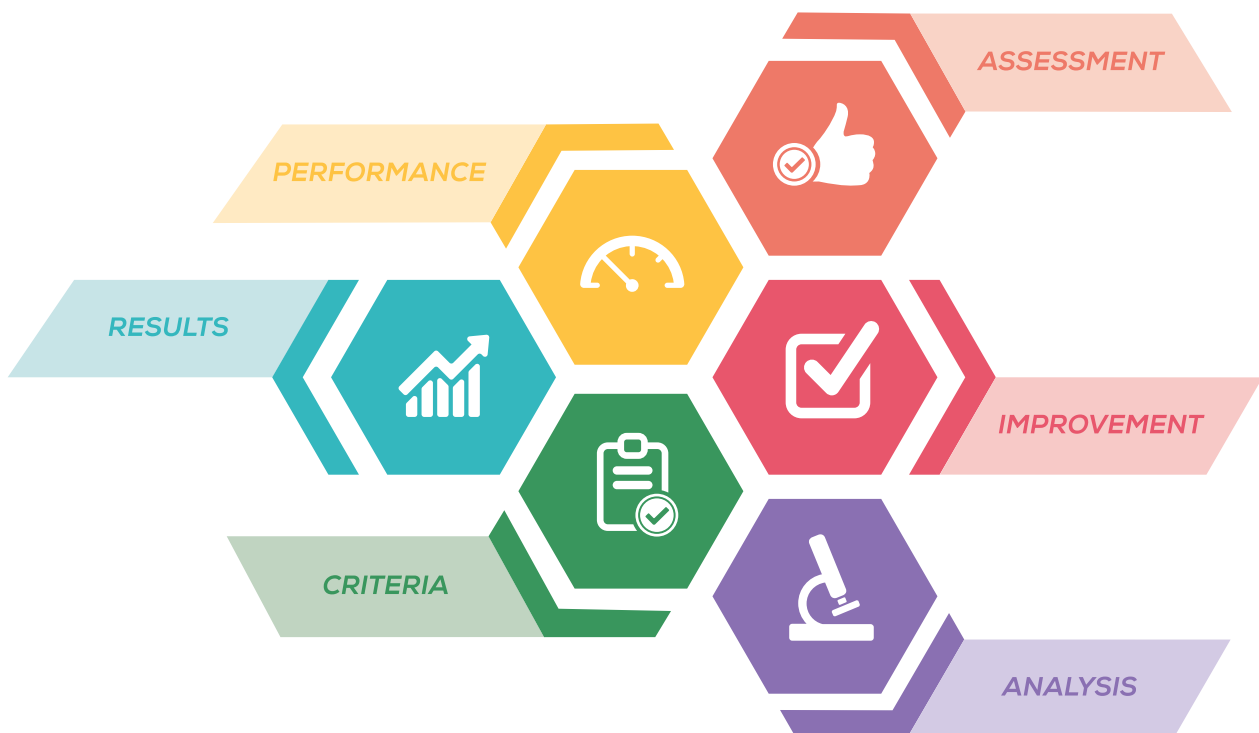 ASSESSMENT
PERFORMANCE
RESULTS
IMPROVEMENT
CRITERIA
ANALYSIS